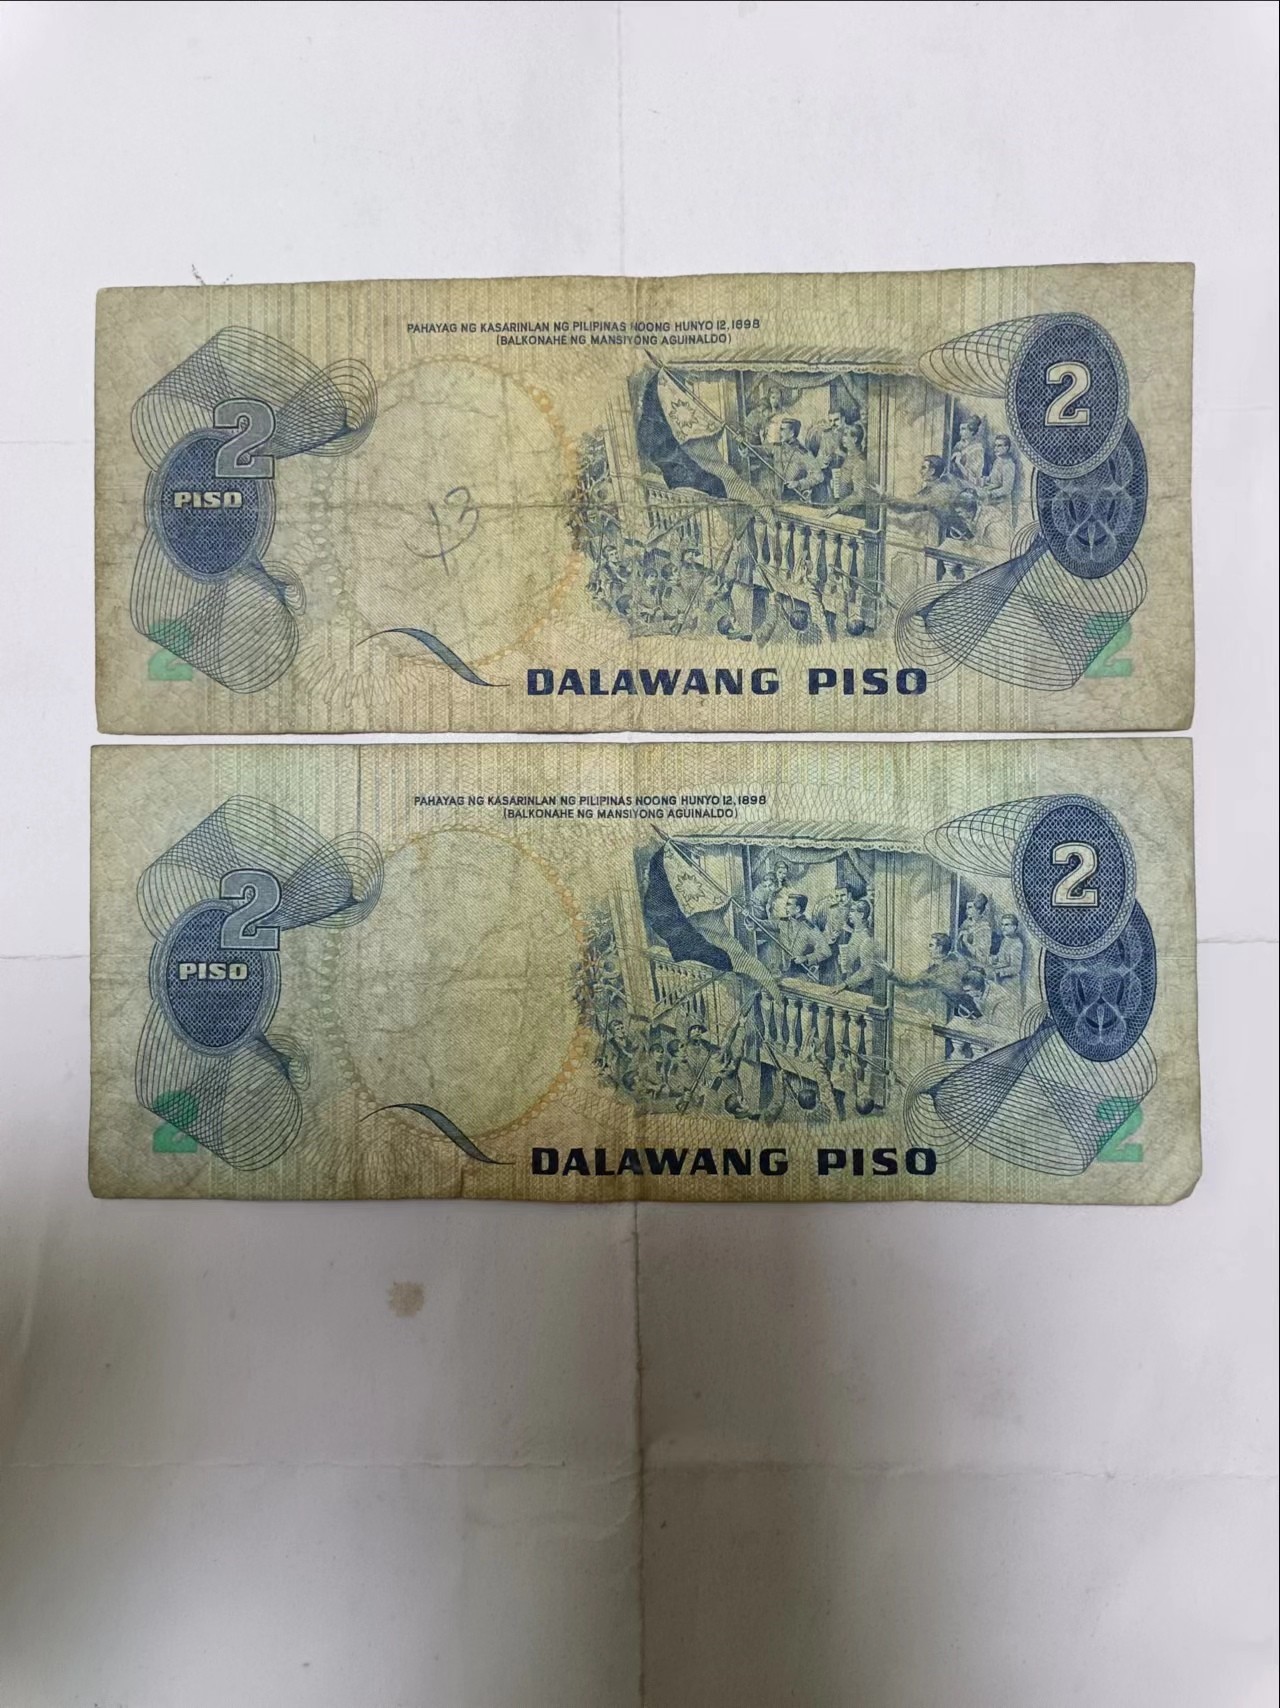 PAHAYAG NG KASARINLAN NG PILIPINAS NOONG HUNYO 12, 1898
(BALKONAHE NG MANSIYONG AGUINALDO)
2
2
PISO
x3
2
2
DALAWANG PISO
PAHAYAG NG KASARINLAN NG PILIPINAS NOONG HUNYO 12, 1898
(BALKONAHE NG MANSIYONG AGUINALDO)
2
2
PISO
2
2
DALAWANG PISO